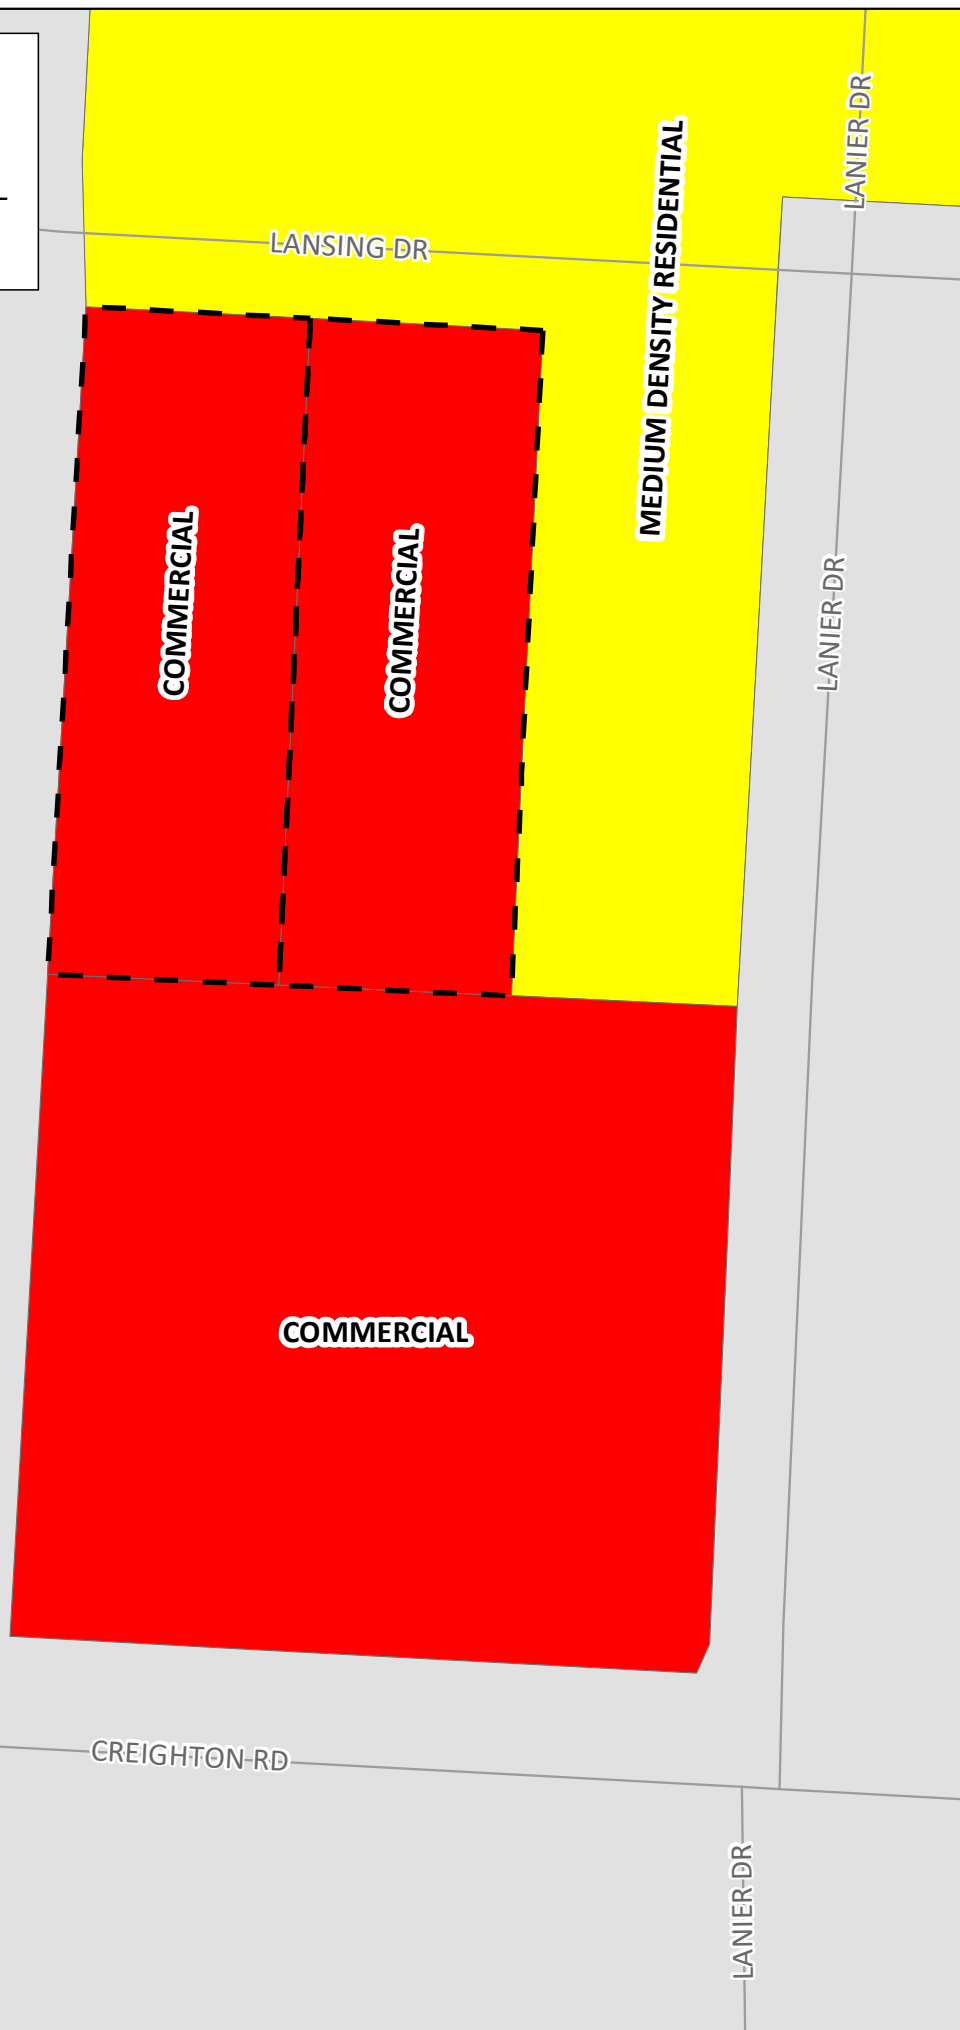 LANIER DR
MEDIUM DENSITY RESIDENTIAL
LANSING DR
COMMERCIAL
COMMERCIAL
LANIER DR
COMMERCIAL
CREIGHTON RD
LANIER DR